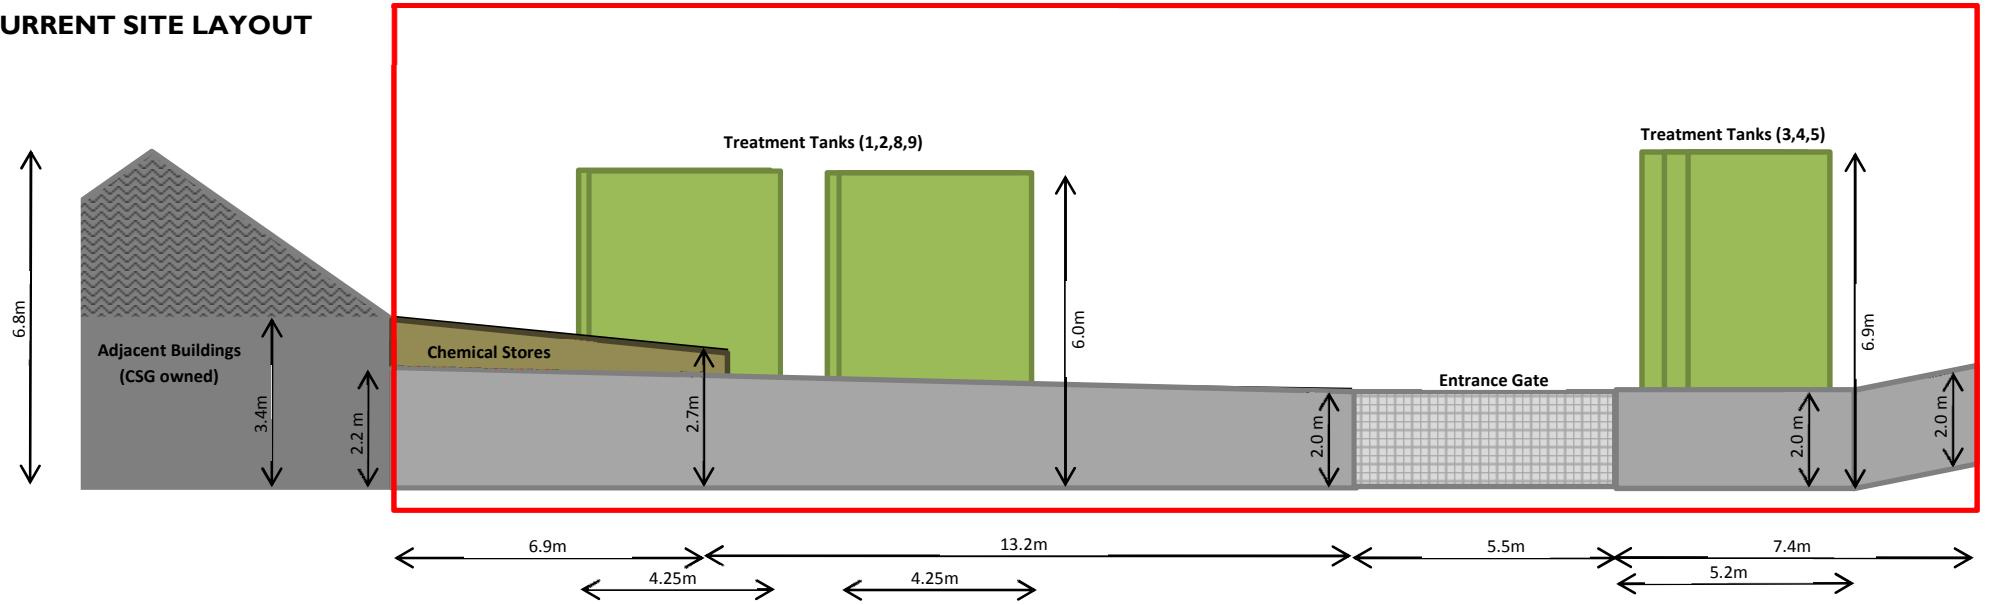 URRENT SITE LAYOUT
Treatment Tanks (1,2,8,9)
Treatment Tanks (3,4,5)
6.8m
Adjacent Buildings
(CSG owned)
3.4m
2.2 m
Chemical Stores
2.7m
6.0m
2.0 m
Entrance Gate
2.0 m
6.9m
2.0 m
6.9m
13.2m
5.5m
7.4m
4.25m
4.25m
5.2m